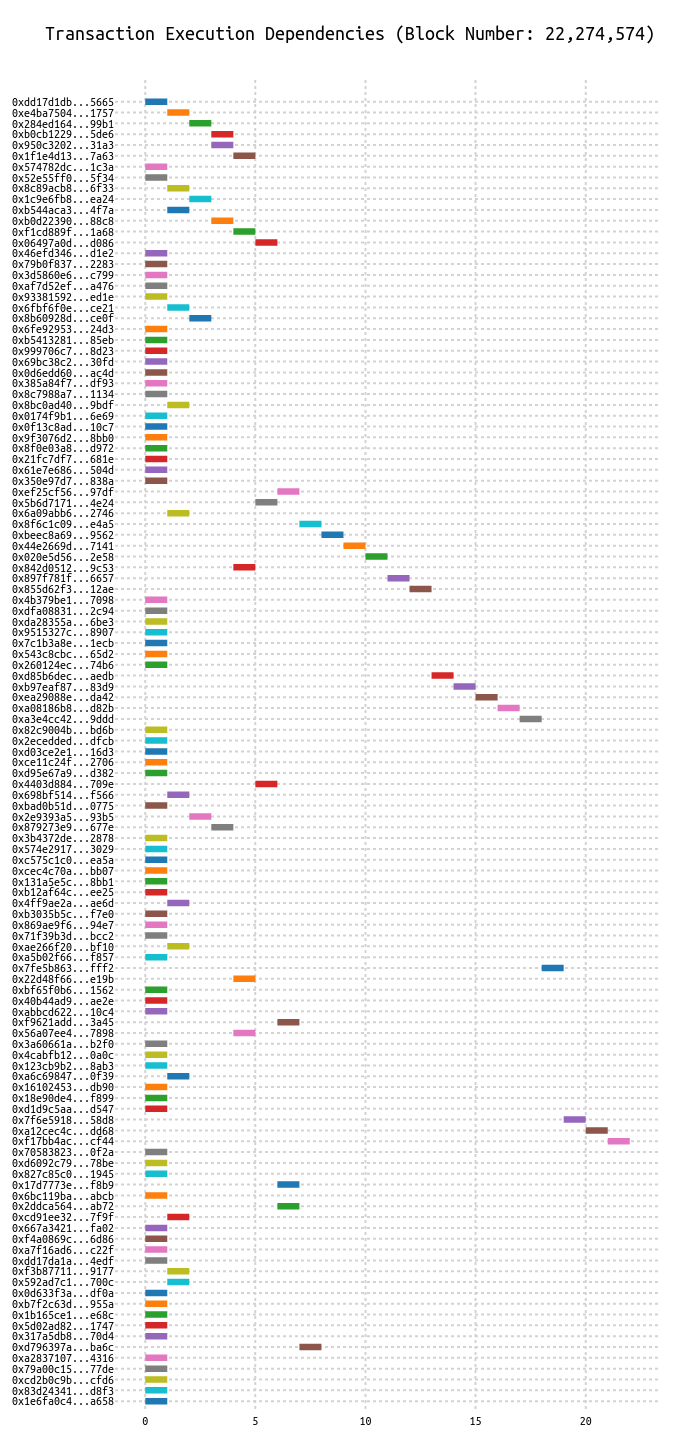 Transaction Execution Dependencies (Block Number: 22,274,574)
0xdd17d1db...5665
0xe4ba7504...1757
0x284ed164...99b1
0xb0cb1229...5de6
0x950c3202...31a3
0x1f1e4d13...7a63
0x574782dc...1c3a
0x52e55ff0...5f34
0x8c89acb8...6f33
0x1c9e6fb8...ea24
0xb544aca3...4f7a
0xb0d22390...88c8
0xf1cd889f...1a68
0x06497a0d...d086
0x46efd346...d1e2
0x79b0f837...2283
0x3d5860e6...c799
0xaf7d52ef...a476
0x93381592...ed1e
0x6fbf6f0e...ce21
0x8b60928d...ce0f
0x6fe92953...24d3
0xb5413281...85eb
0x999706c7...8d23
0x69bc38c2...30fd
0x0d6edd60...ac4d
0x385a84f7...df93
0x8c7988a7...1134
0x8bc0ad40...9bdf
0x0174f9b1...6e69
0x0f13c8ad...10c7
0x9f3076d2...8bb0
0x8f0e03a8...d972
0x21fc7df7...681e
0x61e7e686...504d
0x350e97d7...838a
0xef25cf56...97df
0x5b6d7171...4e24
0x6a09abb6...2746
0x8f6c1c09...e4a5
0xbeec8a69...9562
0x44e2669d...7141
0x020e5d56...2e58
0x842d0512...9c53
0x897f781f...6657
0x855d62f3...12ae
0x4b379be1...7098
0xdfa08831...2c94
0xda28355a...6be3
0x9515327c...8907
0x7c1b3a8e...1ecb
0x543c8cbc...65d2
0x260124ec...74b6
0xd85b6dec...aedb
0xb97eaf87...83d9
0xea29088e...da42
0xa08186b8...d82b
0xa3e4cc42...9ddd
0x82c9004b...bd6b
0x2ecedded...dfcb
0xd03ce2e1...16d3
0xce11c24f...2706
0xd95e67a9...d382
0x4403d884...709e
0x698bf514...f566
0xbad0b51d...0775
0x2e9393a5...93b5
0x879273e9...677e
0x3b4372de...2878
0x574e2917...3029
0xc575c1c0...ea5a
0xcec4c70a...bb07
0x131a5e5c...8bb1
0xb12af64c...ee25
0x4ff9ae2a...ae6d
0xb3035b5c...f7e0
0x869ae9f6...94e7
0x71f39b3d...bcc2
0xae266f20...bf10
0xa5b02f66...f857
0x7fe5b863...fff2
0x22d48f66...e19b
0xbf65f0b6...1562
0x40b44ad9...ae2e
0xabbcd622...10c4
0xf9621add...3a45
0x56a07ee4...7898
0x3a60661a...b2f0
0x4cabfb12...0a0c
0x123cb9b2...8ab3
0xa6c69847...0f39
0x16102453...db90
0x18e90de4...f899
0xd1d9c5aa...d547
0x7f6e5918...58d8
0xa12cec4c...dd68
0xf17bb4ac...cf44
0x70583823...0f2a
0xd6092c79...78be
0x827c85c0...1945
0x17d7773e...f8b9
0x6bc119ba...abcb
0x2ddca564...ab72
0xcd91ee32...7f9f
0x667a3421...fa02
0xf4a0869c...6d86
0xa7f16ad6...c22f
0xdd17da1a...4edf
0xf3b87711...9177
0x592ad7c1...700c
0x0d633f3a...df0a
0xb7f2c63d...955a
0x1b165ce1...e68c
0x5d02ad82...1747
0x317a5db8...70d4
0xd796397a...ba6c
0xa2837107...4316
0x79a00c15...77de
0xcd2b0c9b...cfd6
0x83d24341...d8f3
0x1e6fa0c4...a658
0 5 10 15 20